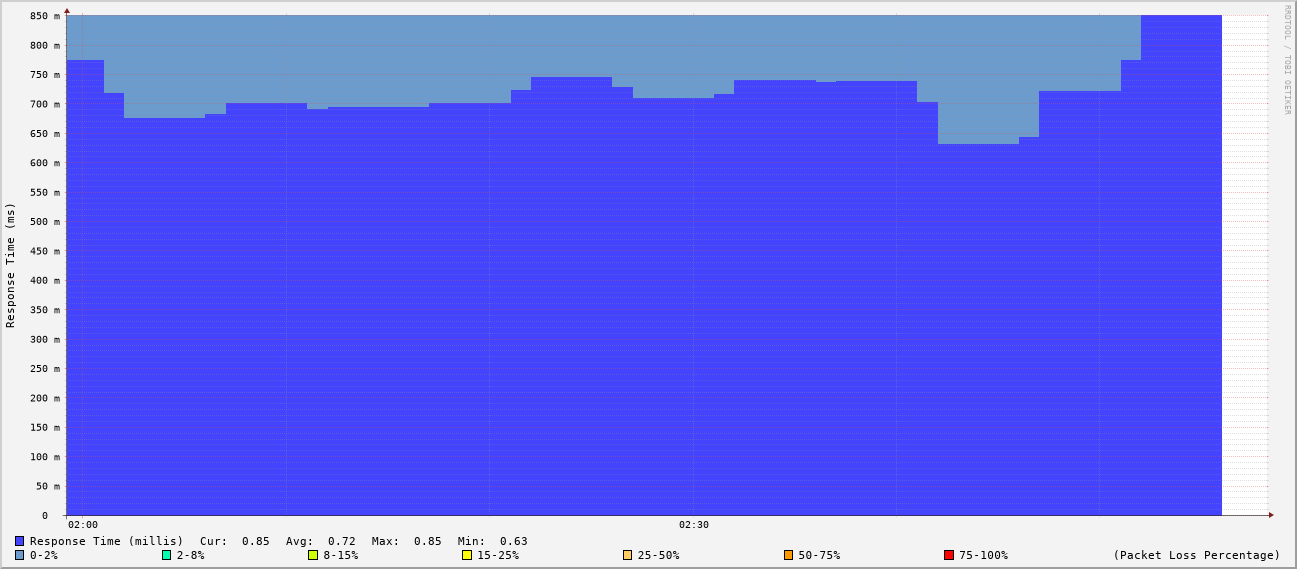 RRDTOOL / TOBI OETIKER
Response Time (ms)
850 m
800 m
750 m
700 m
650 m
600 m
550 m
500 m
450 m
400 m
350 m
300 m
250 m
200 m
150 m
100 m
50 m
0
02:00 02:30
Response Time (millis) Cur: 0.85 Avg: 0.72 Max: 0.85 Min: 0.63
0-2% 2-8% 8-15% 15-25% 25-50% 50-75% 75-100% (Packet Loss Percentage)